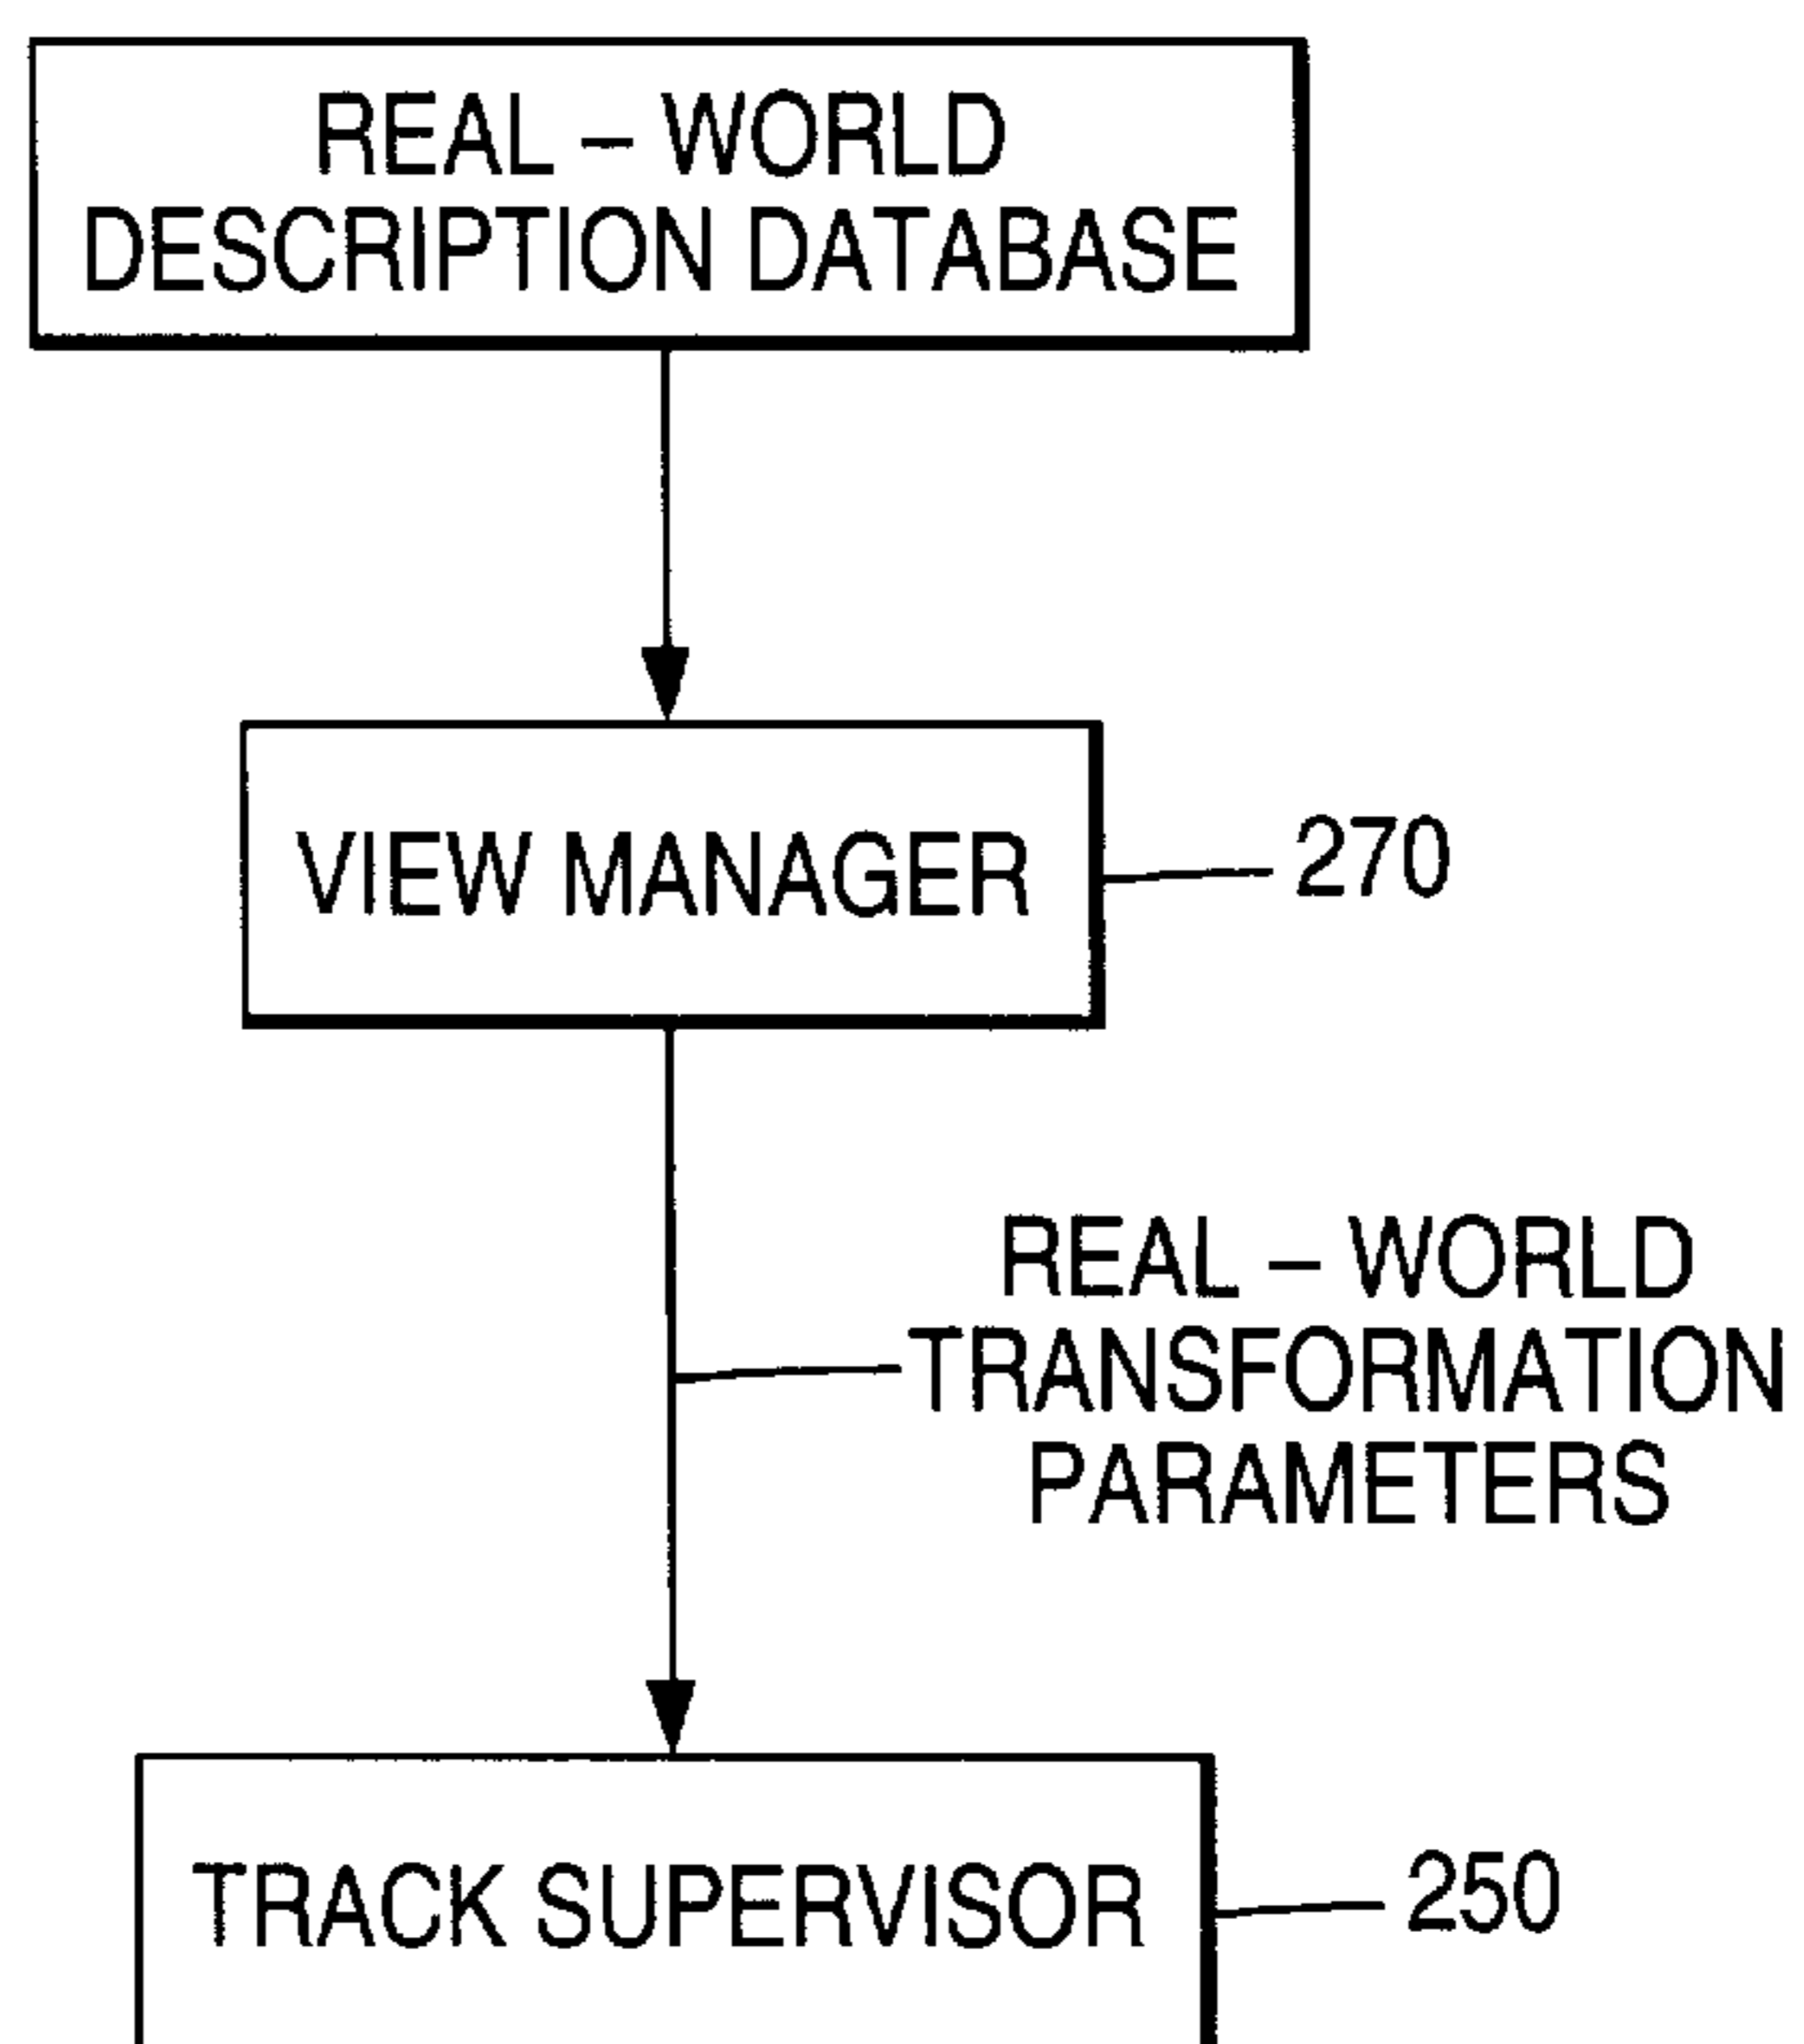 REAL – WORLD
DESCRIPTION DATABASE
VIEW MANAGER
270
REAL – WORLD
TRANSFORMATION
PARAMETERS
TRACK SUPERVISOR
250